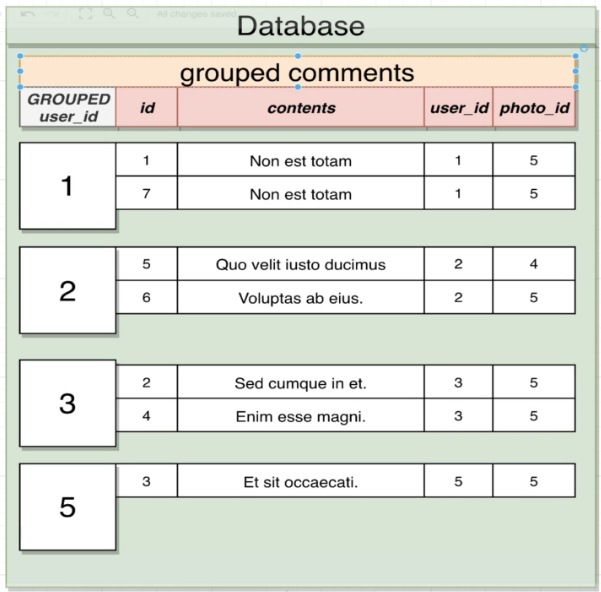 All changes saved
Database
grouped comments
GROUPED user_id id contents user_id photo_id
1
1 Non est totam 1 5
7 Non est totam 1 5
2
5 Quo velit iusto ducimus 2 4
6 Voluptas ab eius. 2 5
3
2 Sed cumque in et. 3 5
4 Enim esse magni. 3 5
5
3 Et sit occaecati. 5 5